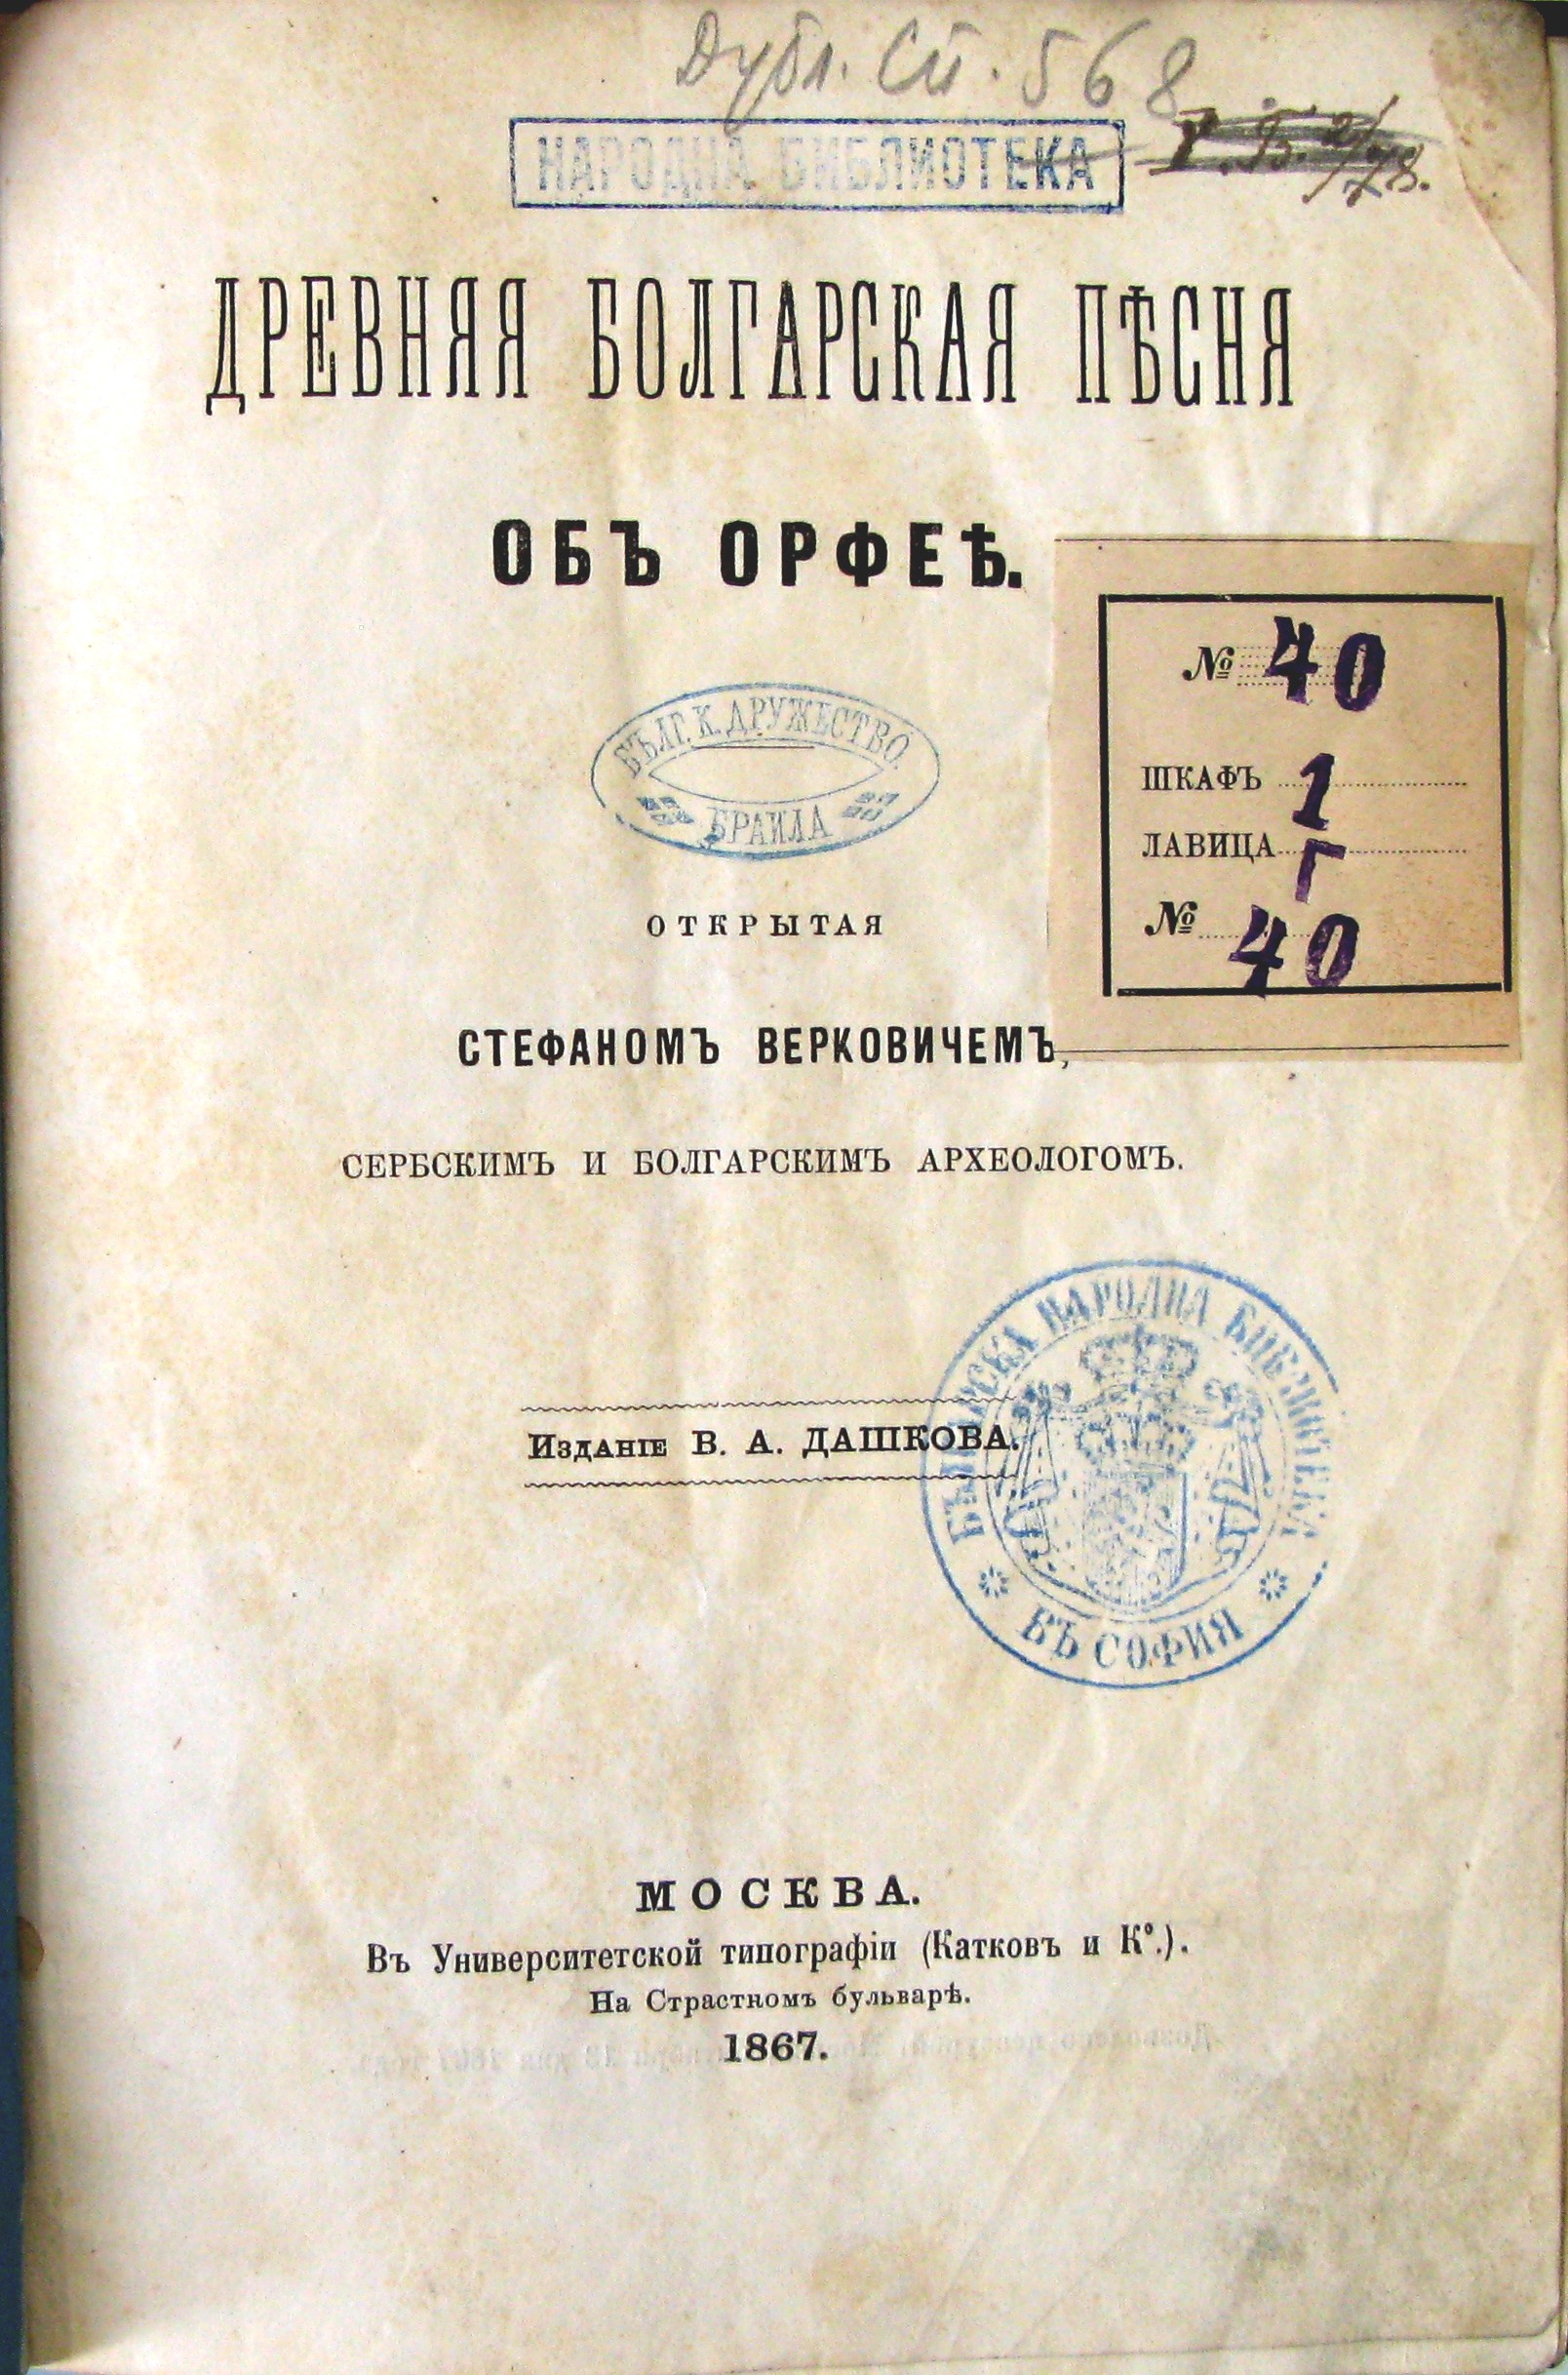 Дубл. Сп. 568
НАРОДНА БИБЛИОТЕКА
ДРЕВНЯЯ БОЛГАРСКАЯ ПѢСНЯ
ОБЪ ОРФЕѢ.
№ 40
ШКАФЪ 1
ЛАВИЦА Г
№ 40
БЪЛГ. К. ДРУЖЕСТВО.
БРАИЛА
ОТКРЫТАЯ
СТЕФАНОМЪ ВЕРКОВИЧЕМЪ,
СЕРБСКИМЪ И БОЛГАРСКИМЪ АРХЕОЛОГОМЪ.
БЪЛГАРСКА НАРОДНА БИБЛИОТЕКА
ВЪ СОФИЯ
Изданіе В. А. ДАШКОВА.
МОСКВА.
Въ Университетской типографіи (Катковъ и К°.).
На Страстномъ бульварѣ.
1867.